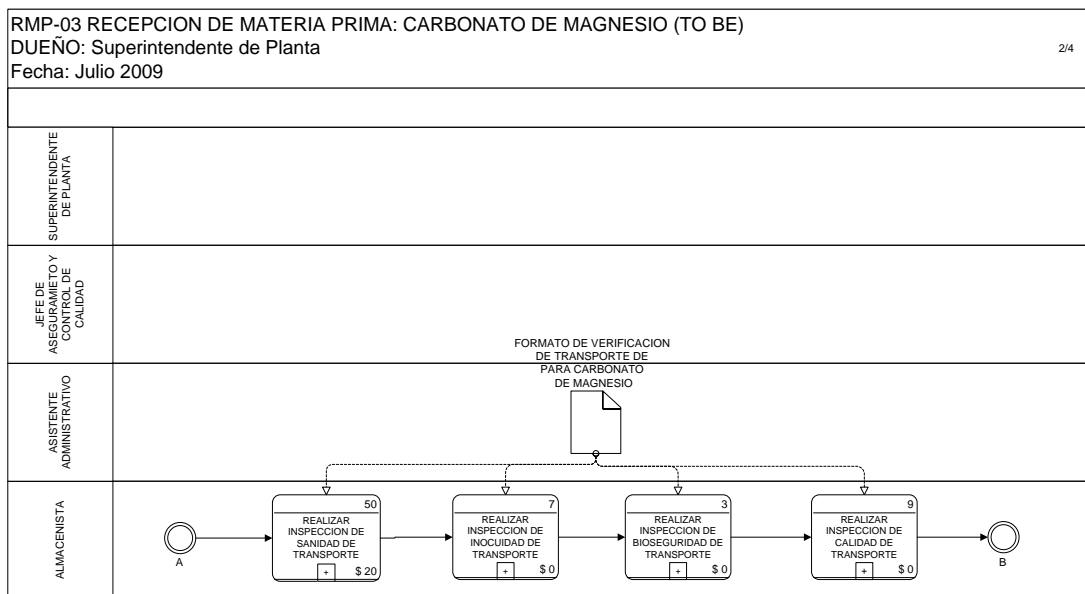 RMP-03 RECEPCION DE MATERIA PRIMA: CARBONATO DE MAGNESIO (TO BE)
DUEÑO: Superintendente de Planta
2/4
Fecha: Julio 2009
SUPERINTENDENTE
DE PLANTA
JEFE DE
ASEGURAMIETO Y
CONTROL DE
CALIDAD
FORMATO DE VERIFICACION
DE TRANSPORTE DE
PARA CARBONATO
DE MAGNESIO
ASISTENTE
ADMINISTRATIVO
ALMACENISTA
A
50
REALIZAR
INSPECCION DE
SANIDAD DE
TRANSPORTE
+ $ 20
7
REALIZAR
INSPECCION DE
INOCUIDAD DE
TRANSPORTE
+ $ 0
3
REALIZAR
INSPECCION DE
BIOSEGURIDAD DE
TRANSPORTE
+ $ 0
9
REALIZAR
INSPECCION DE
CALIDAD DE
TRANSPORTE
+ $ 0
B